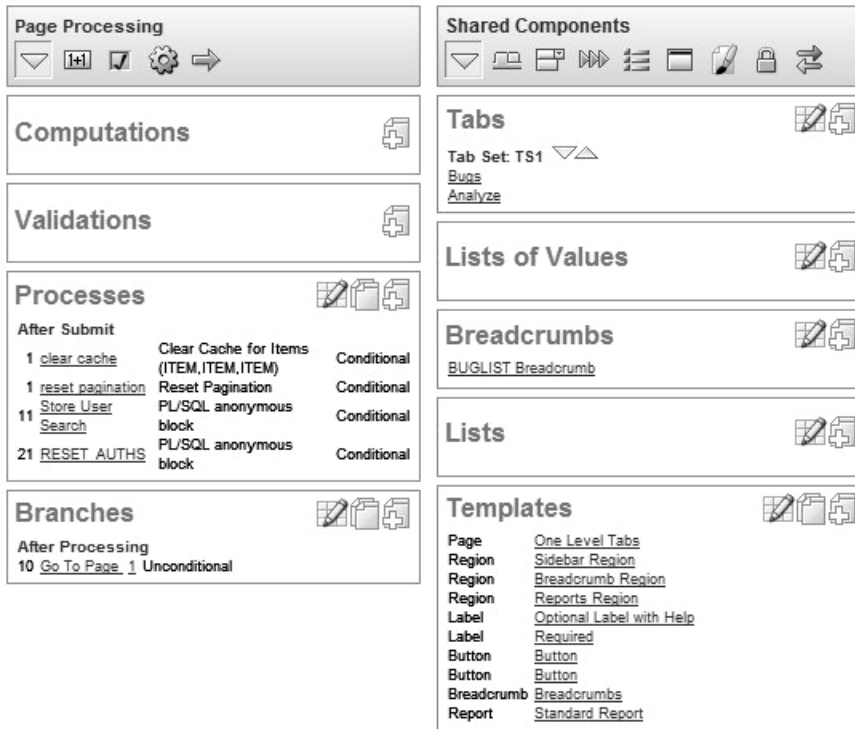 Page Processing
1+1
Computations
Validations
Processes
After Submit
1 clear cache Clear Cache for Items (ITEM,ITEM,ITEM) Conditional
1 reset pagination Reset Pagination Conditional
11 Store User Search PL/SQL anonymous block Conditional
21 RESET AUTHS PL/SQL anonymous block Conditional
Branches
After Processing
10 Go To Page 1 Unconditional
Shared Components
Tabs
Tab Set: TS1
Bugs
Analyze
Lists of Values
Breadcrumbs
BUGLIST Breadcrumb
Lists
Templates
Page One Level Tabs
Region Sidebar Region
Region Breadcrumb Region
Region Reports Region
Label Optional Label with Help
Label Required
Button Button
Button Button
Breadcrumb Breadcrumbs
Report Standard Report